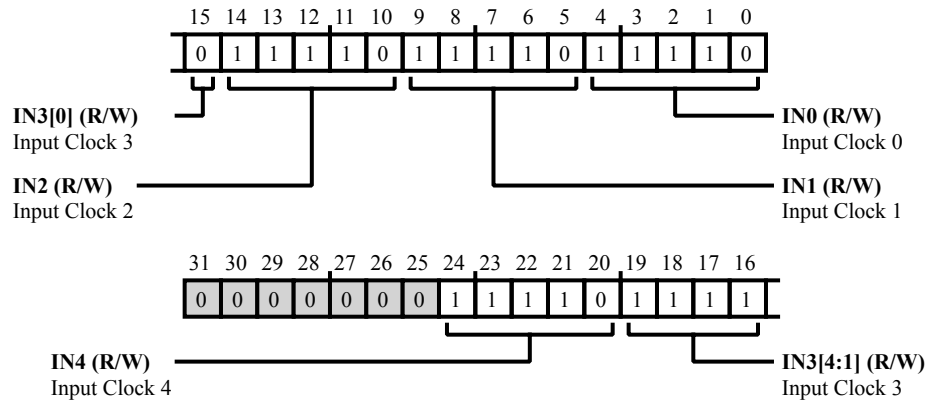 15 14 13 12 11 10 9 8 7 6 5 4 3 2 1 0
0 1 1 1 1 0 1 1 1 1 0 1 1 1 1 0
IN3[0] (R/W)
Input Clock 3
IN0 (R/W)
Input Clock 0
IN2 (R/W)
Input Clock 2
IN1 (R/W)
Input Clock 1
31 30 29 28 27 26 25 24 23 22 21 20 19 18 17 16
0 0 0 0 0 0 0 1 1 1 1 0 1 1 1 1
IN4 (R/W)
Input Clock 4
IN3[4:1] (R/W)
Input Clock 3